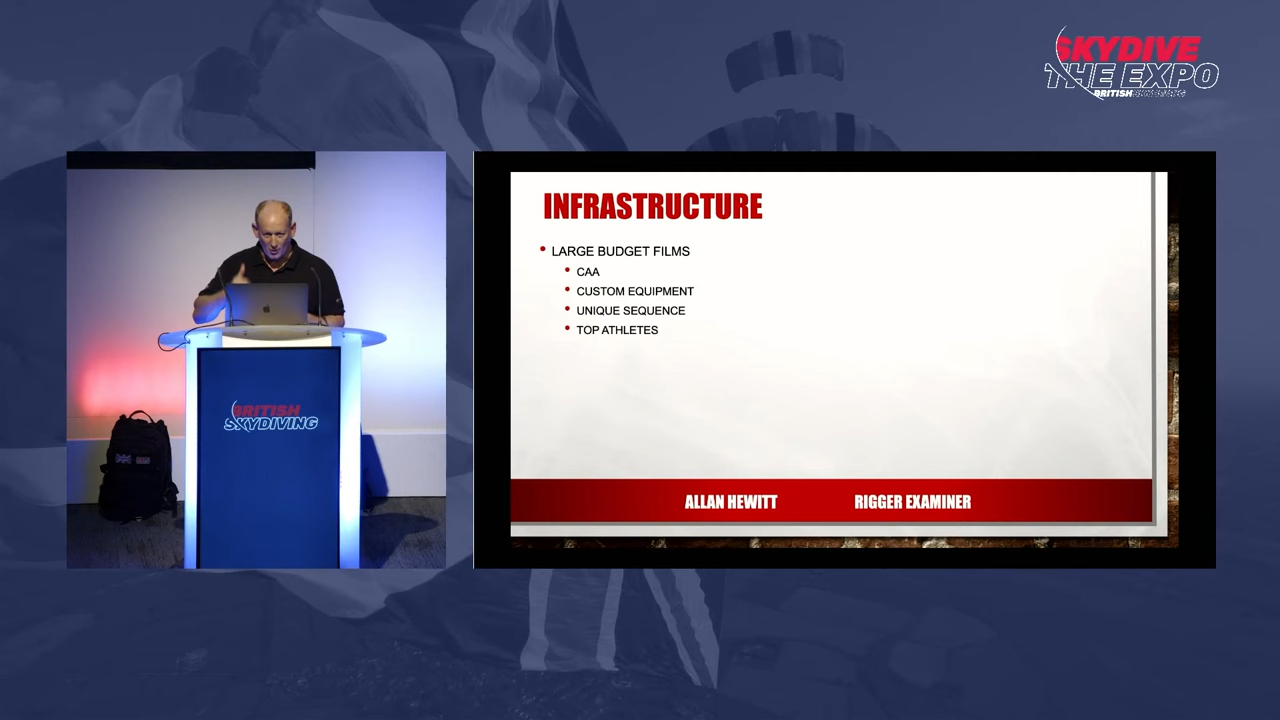 SKYDIVE
THE EXPO
BRITISH SKYDIVING
INFRASTRUCTURE
LARGE BUDGET FILMS
CAA
CUSTOM EQUIPMENT
UNIQUE SEQUENCE
TOP ATHLETES
ALLAN HEWITT RIGGER EXAMINER
BRITISH
SKYDIVING